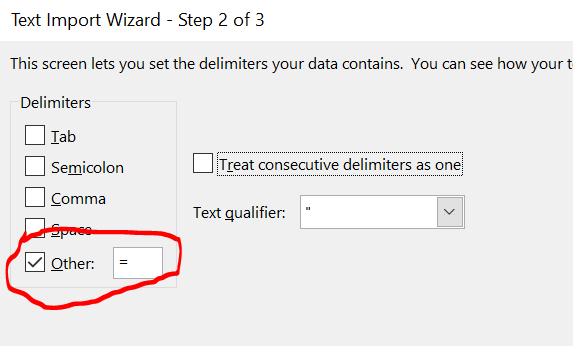 Text Import Wizard - Step 2 of 3
This screen lets you set the delimiters your data contains.  You can see how your
Delimiters
Tab
Semicolon
Treat consecutive delimiters as one
Comma
Text qualifier: "
Space
Other: =